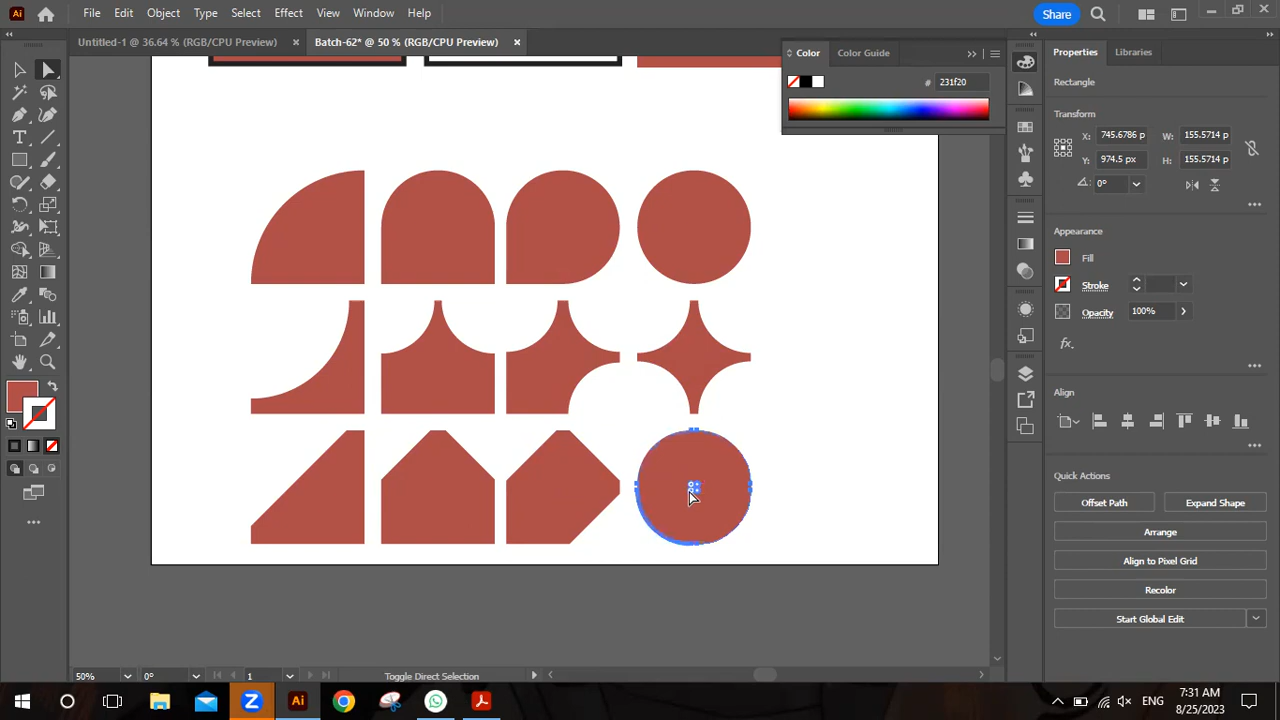 Ai File Edit Object Type Select Effect View Window Help Share
Untitled-1 @ 36.64 % (RGB/CPU Preview) × Batch-62* @ 50 % (RGB/CPU Preview) ×
Color Color Guide
# 231f20
Properties Libraries
Rectangle
Transform
X: 745.6786 p W: 155.5714 p
Y: 974.5 px H: 155.5714 p
0°
Appearance
Fill
Stroke
Opacity 100%
fx.
Align
Quick Actions
Offset Path Expand Shape
Arrange
Align to Pixel Grid
Recolor
Start Global Edit
50% 0° 1 Toggle Direct Selection
Z Ai ENG 7:31 AM
8/25/2023